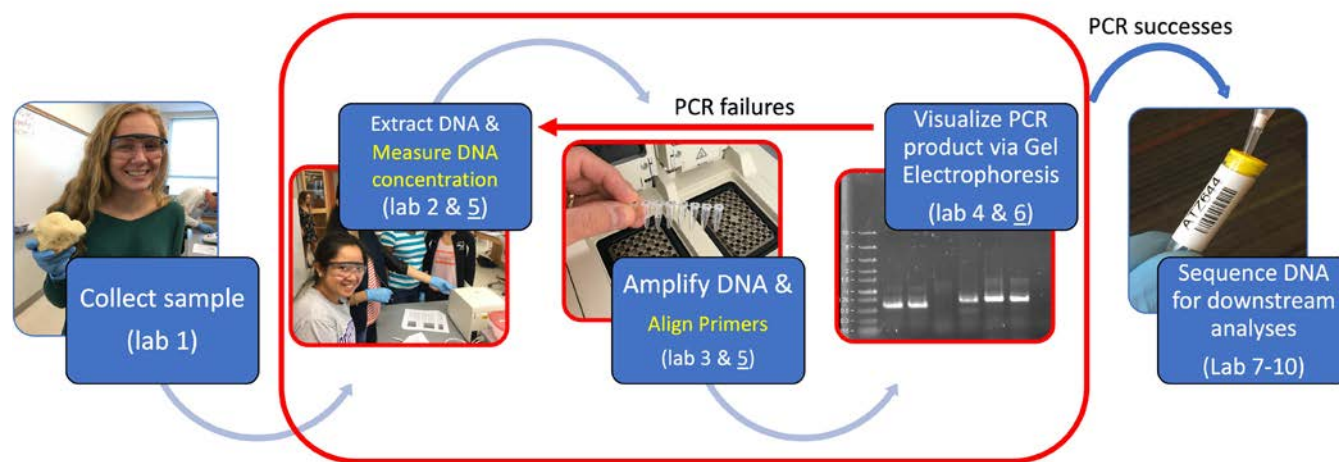 PCR successes
PCR failures
Collect sample
(lab 1)
Extract DNA &
Measure DNA
concentration
(lab 2 & 5)
Amplify DNA &
Align Primers
(lab 3 & 5)
Visualize PCR
product via Gel
Electrophoresis
(lab 4 & 6)
ATZ644
Sequence DNA
for downstream
analyses
(Lab 7-10)